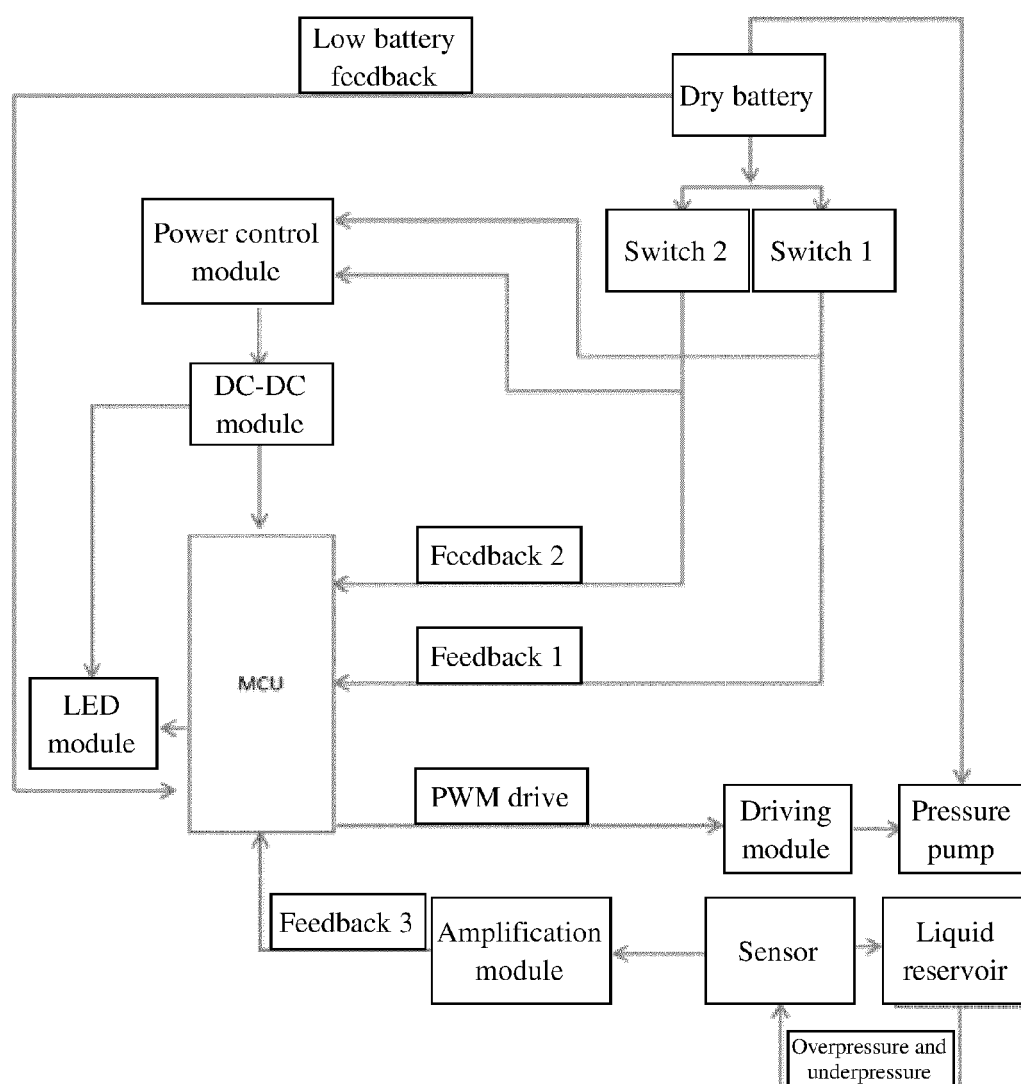 Low battery
feedback
Dry battery
Power control
module
Switch 2
Switch 1
DC-DC
module
Feedback 2
Feedback 1
MCU
LED
module
PWM drive
Driving
module
Pressure
pump
Feedback 3
Amplification
module
Sensor
Liquid
reservoir
Overpressure and
underpressure